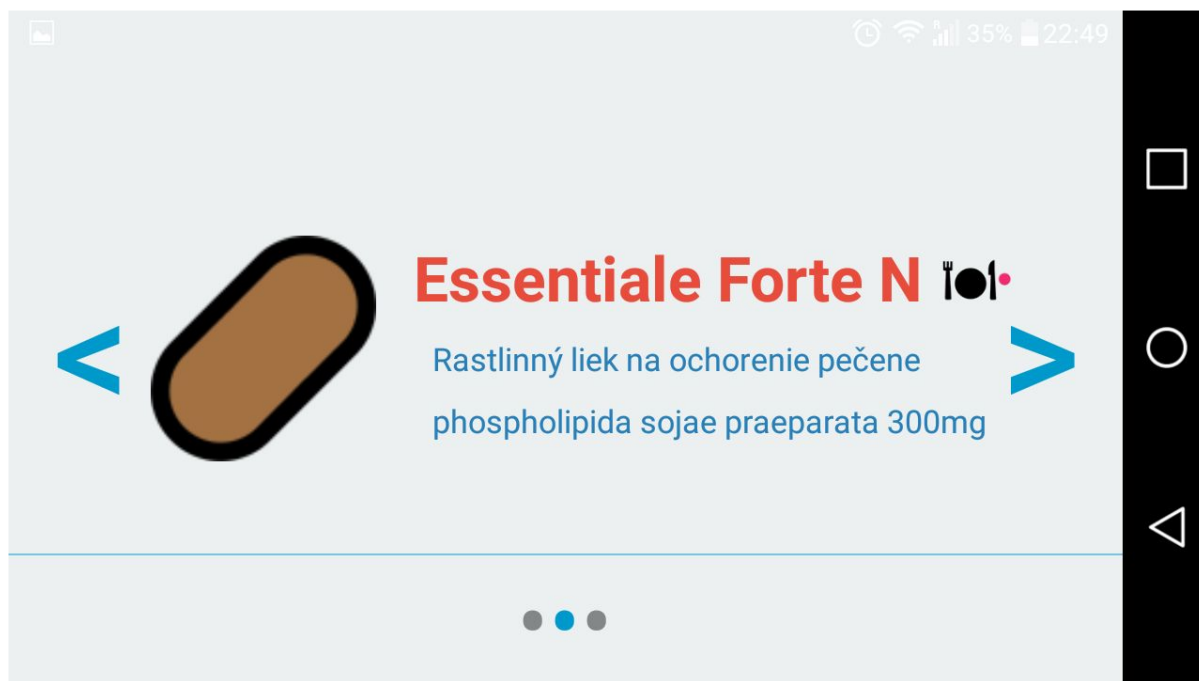 35% 22:49
Essentiale Forte N
< >
Rastlinný liek na ochorenie pečene
phospholipida sojae praeparata 300mg